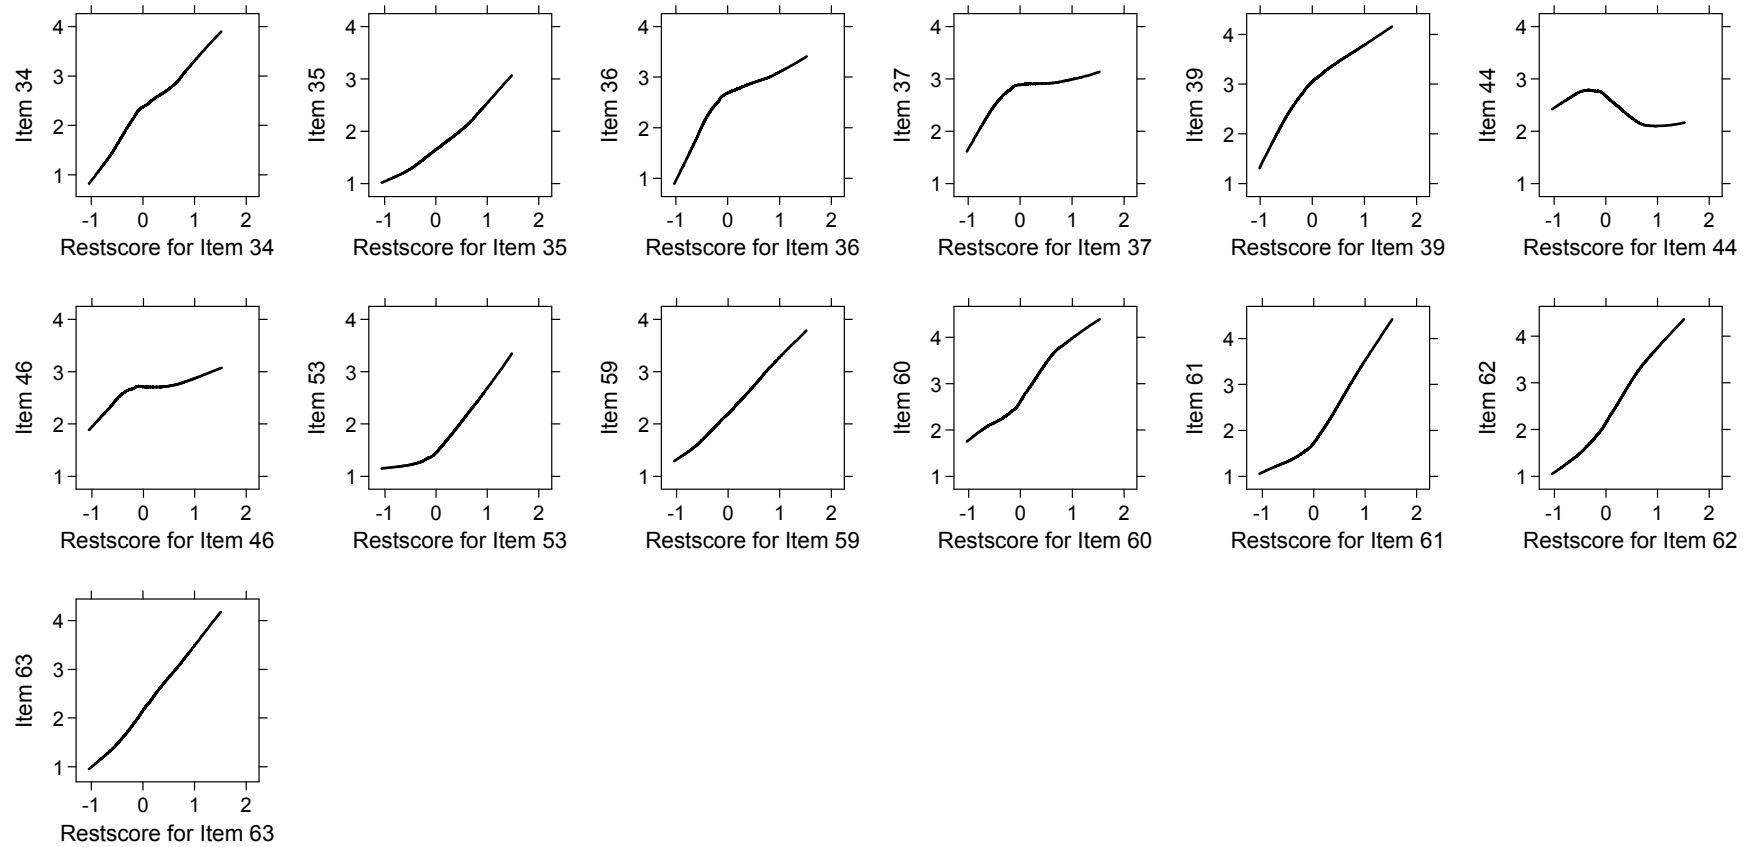 4
3
2
1
Item 34
-1 0 1 2
Restscore for Item 34
4
3
2
1
Item 35
-1 0 1 2
Restscore for Item 35
4
3
2
1
Item 36
-1 0 1 2
Restscore for Item 36
4
3
2
1
Item 37
-1 0 1 2
Restscore for Item 37
4
3
2
1
Item 39
-1 0 1 2
Restscore for Item 39
4
3
2
1
Item 44
-1 0 1 2
Restscore for Item 44
4
3
2
1
Item 46
-1 0 1 2
Restscore for Item 46
4
3
2
1
Item 53
-1 0 1 2
Restscore for Item 53
4
3
2
1
Item 59
-1 0 1 2
Restscore for Item 59
4
3
2
1
Item 60
-1 0 1 2
Restscore for Item 60
4
3
2
1
Item 61
-1 0 1 2
Restscore for Item 61
4
3
2
1
Item 62
-1 0 1 2
Restscore for Item 62
4
3
2
1
Item 63
-1 0 1 2
Restscore for Item 63